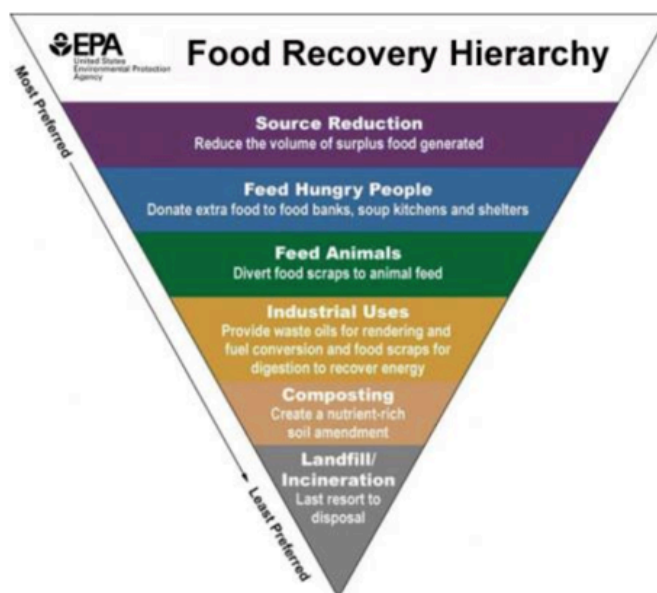 EPA
United States
Environmental Protection
Agency
Food Recovery Hierarchy
Most Preferred
Source Reduction
Reduce the volume of surplus food generated
Feed Hungry People
Donate extra food to food banks, soup kitchens and shelters
Feed Animals
Divert food scraps to animal feed
Industrial Uses
Provide waste oils for rendering and
fuel conversion and food scraps for
digestion to recover energy
Composting
Create a nutrient-rich
soil amendment
Landfill/
Incineration
Last resort to
disposal
Least Preferred